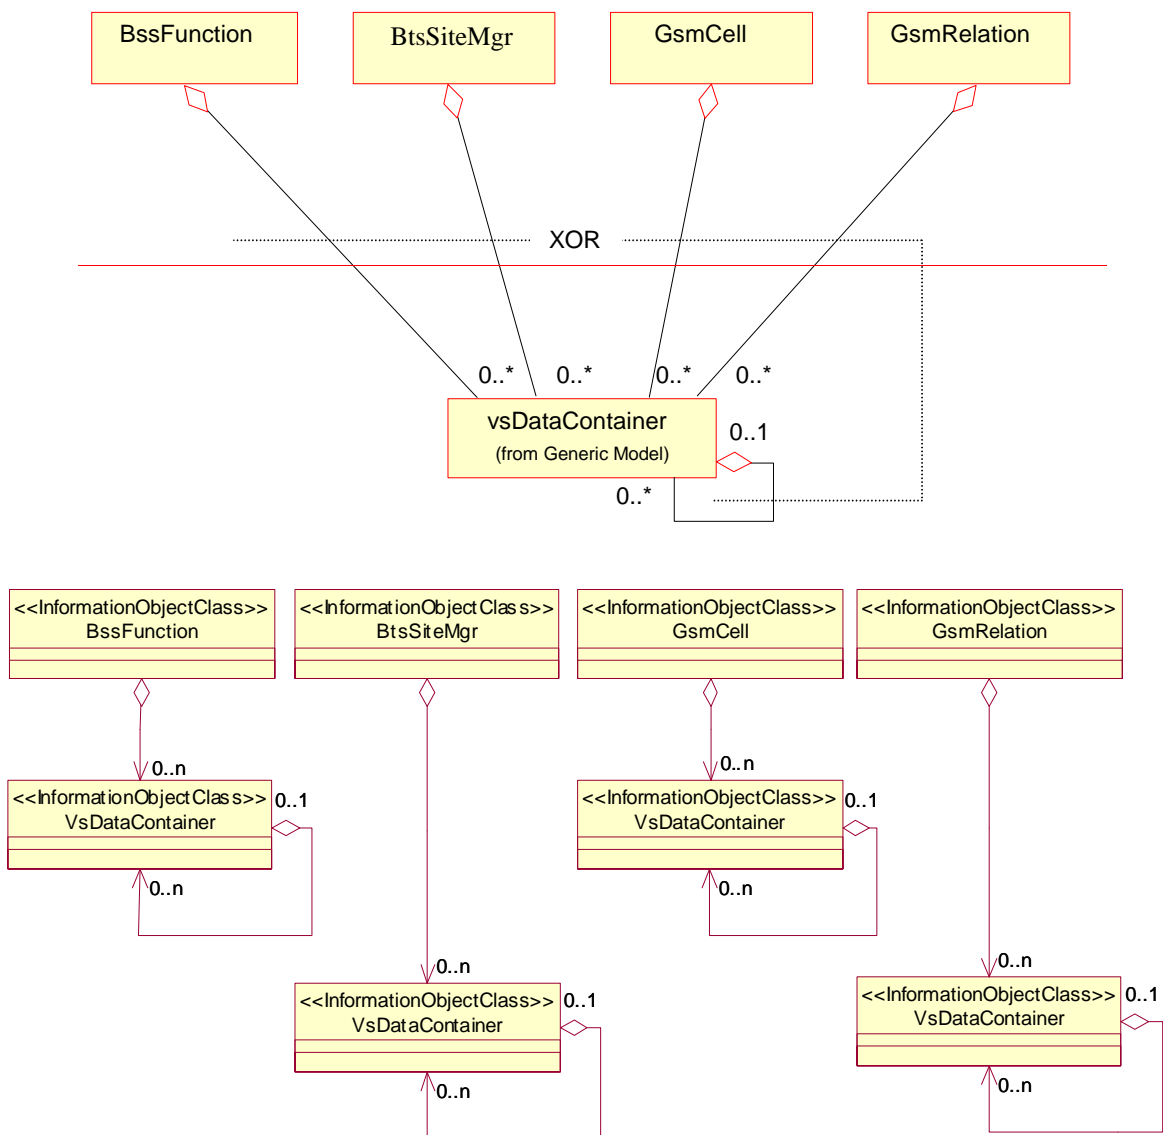 BssFunction
BtsSiteMgr
GsmCell
GsmRelation
XOR
0..*
0..*
0..*
0..*
vsDataContainer
(from Generic Model)
0..1
0..*
<<InformationObjectClass>>
BssFunction
<<InformationObjectClass>>
BtsSiteMgr
<<InformationObjectClass>>
GsmCell
<<InformationObjectClass>>
GsmRelation
0..n
<<InformationObjectClass>>
VsDataContainer
0..1
0..n
0..n
<<InformationObjectClass>>
VsDataContainer
0..1
0..n
0..n
<<InformationObjectClass>>
VsDataContainer
0..1
0..n
0..n
<<InformationObjectClass>>
VsDataContainer
0..1
0..n